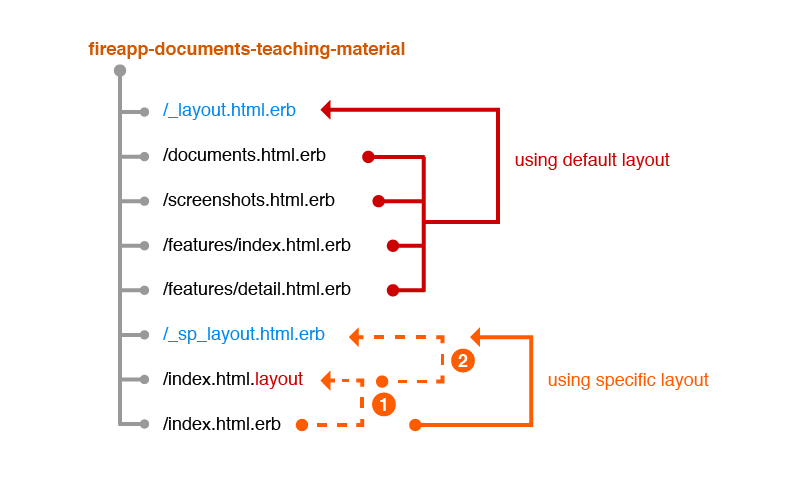 fireapp-documents-teaching-material
/_layout.html.erb
/documents.html.erb
using default layout
/screenshots.html.erb
/features/index.html.erb
/features/detail.html.erb
/_sp_layout.html.erb
2
/index.html.layout
using specific layout
1
/index.html.erb